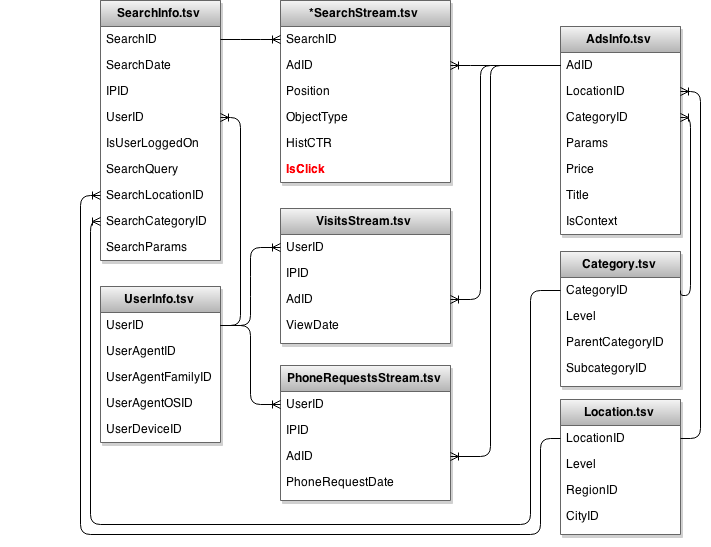 SearchInfo.tsv
SearchID
SearchDate
IPID
UserID
IsUserLoggedOn
SearchQuery
SearchLocationID
SearchCategoryID
SearchParams
UserInfo.tsv
UserID
UserAgentID
UserAgentFamilyID
UserAgentOSID
UserDeviceID
*SearchStream.tsv
SearchID
AdID
Position
ObjectType
HistCTR
IsClick
VisitsStream.tsv
UserID
IPID
AdID
ViewDate
PhoneRequestsStream.tsv
UserID
IPID
AdID
PhoneRequestDate
AdsInfo.tsv
AdID
LocationID
CategoryID
Params
Price
Title
IsContext
Category.tsv
CategoryID
Level
ParentCategoryID
SubcategoryID
Location.tsv
LocationID
Level
RegionID
CityID